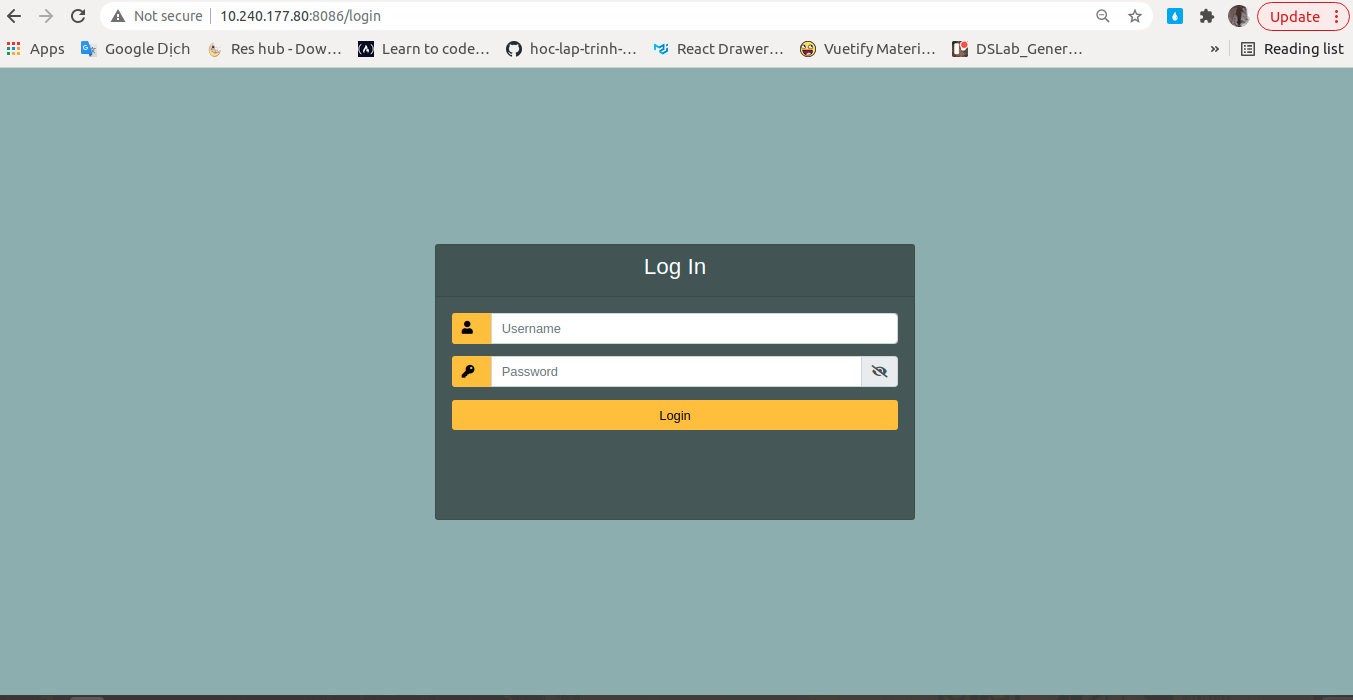 Not secure 10.240.177.80:8086/login Update
Apps Google Dịch Res hub - Dow... Learn to code... hoc-lap-trinh-... React Drawer... Vuetify Materi... DSLab_Gener... » Reading list
Log In
Username
Password
Login